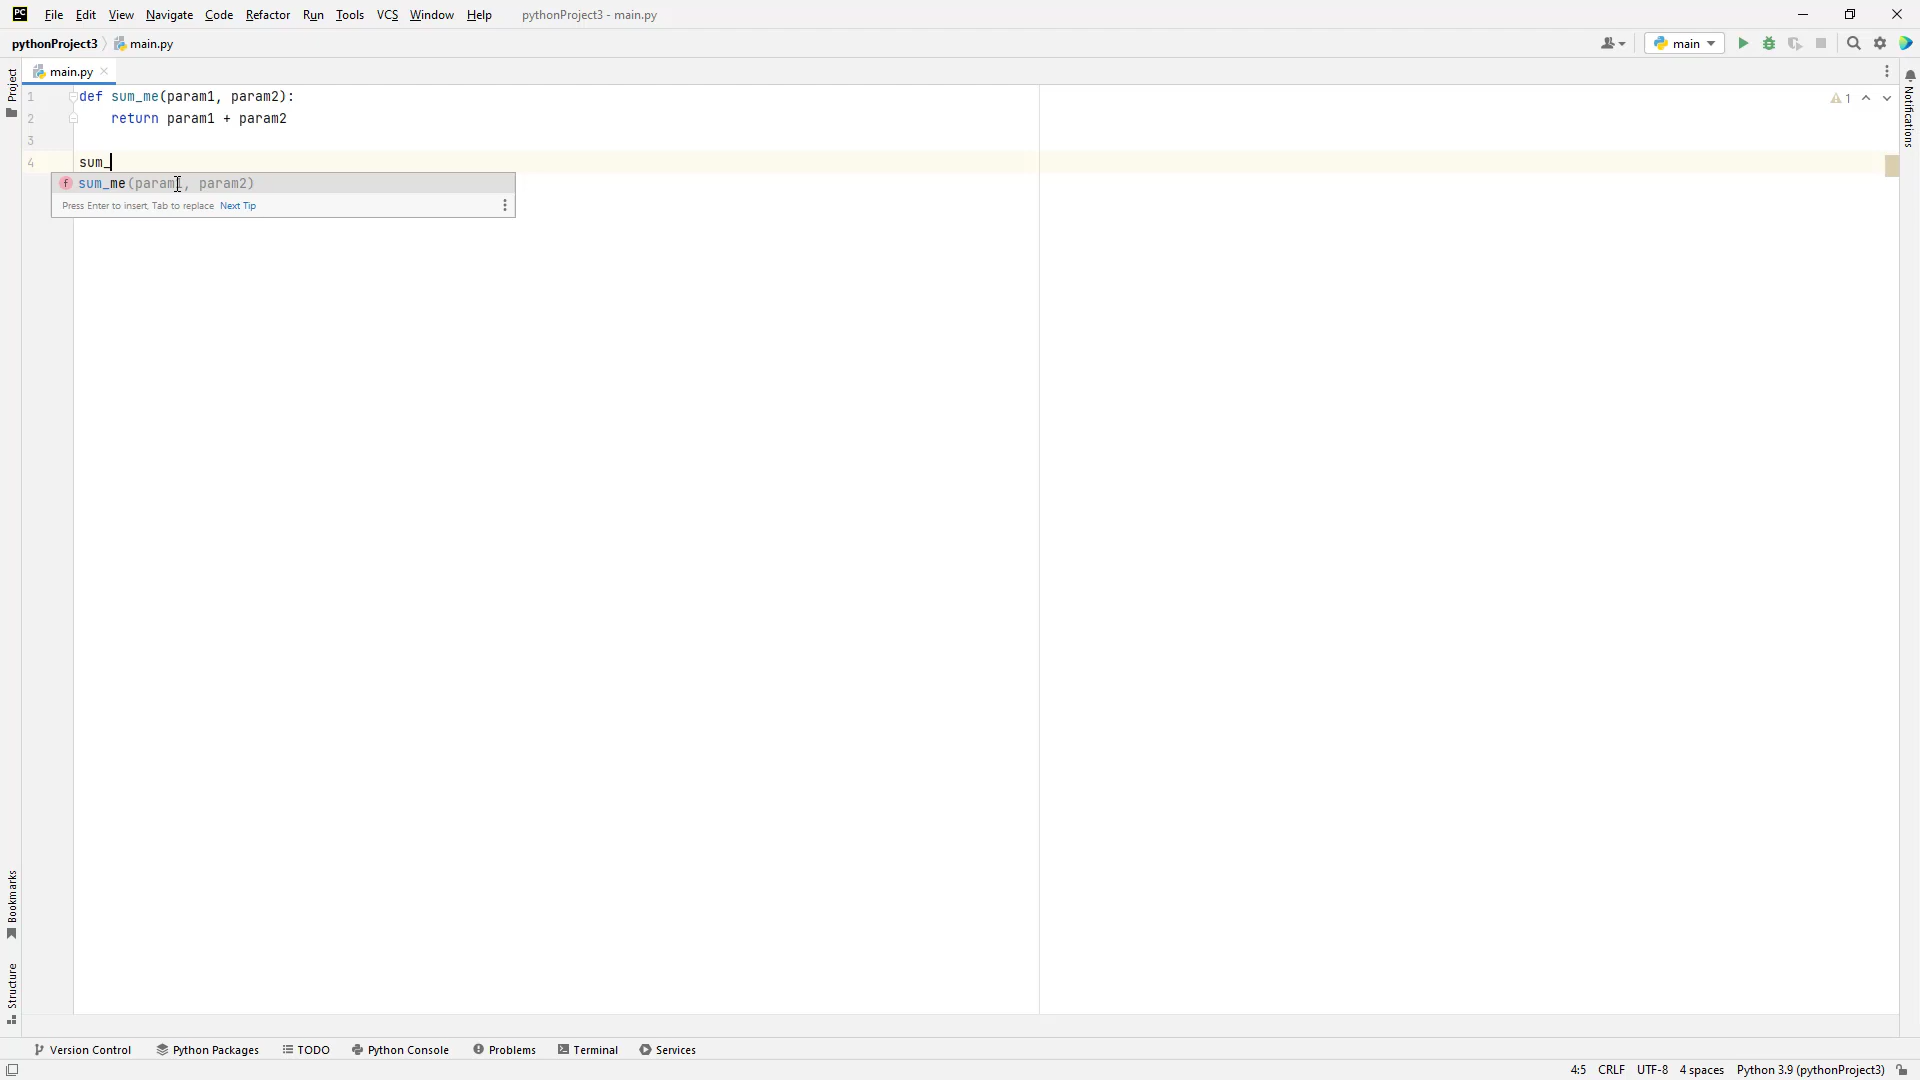 PC File Edit View Navigate Code Refactor Run Tools VCS Window Help pythonProject3 - main.py
pythonProject3 main.py main
Project
main.py
Notifications
1 def sum_me(param1, param2):
1
2 return param1 + param2
3
4 sum_
f sum_me(param1, param2)
Press Enter to insert, Tab to replace Next Tip
Bookmarks
Structure
Version Control Python Packages TODO Python Console Problems Terminal Services
4:5 CRLF UTF-8 4 spaces Python 3.9 (pythonProject3)